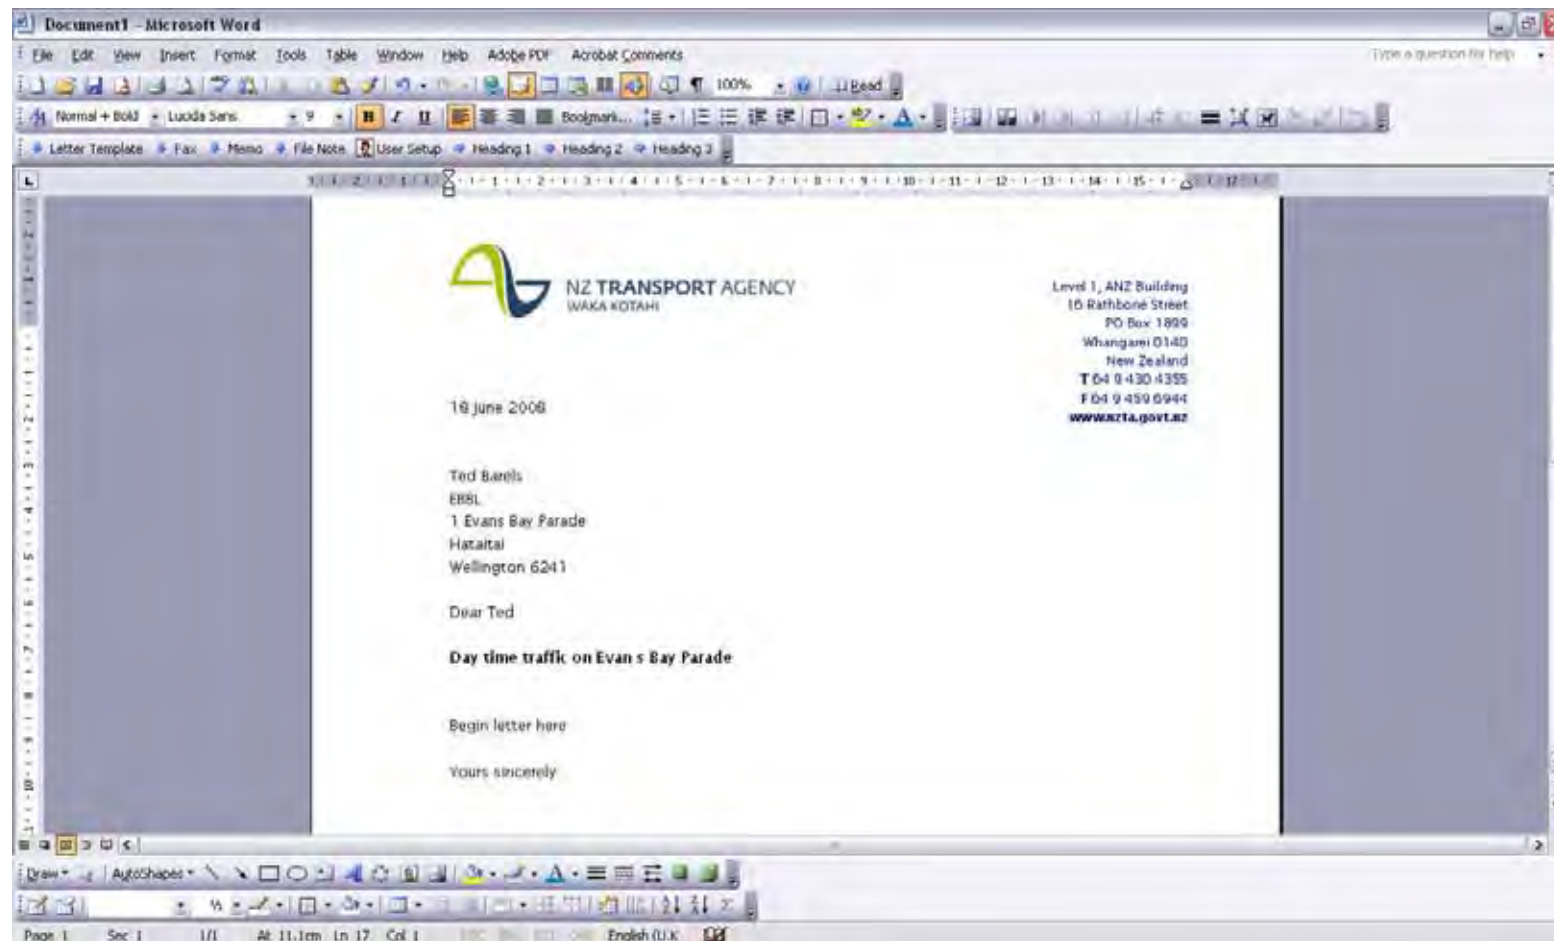 Document1 - Microsoft Word
File Edit View Insert Format Tools Table Window Help Adobe PDF Acrobat Comments Type a question for help
100% Read
Normal + Bold Lucida Sans 9 B I U Bookmark...
Letter Template Fax Memo File Note User Setup Heading 1 Heading 2 Heading 3
NZ TRANSPORT AGENCY
WAKA KOTAHI
Level 1, ANZ Building
Rathbone Street
PO Box 1899
Whangarei 0140
New Zealand
T 64 9 430 4355
F 64 9 459 6944
www.nzta.govt.nz
June 2008
Ted Barels
EBBL
1 Evans Bay Parade
Hataitai
Wellington 6241
Dear Ted
Day time traffic on Evan s Bay Parade
Begin letter here
Yours sincerely
Draw AutoShapes
Page 1 Sec 1 1/1 At 11.1cm Ln 17 Col 1 English (U.K